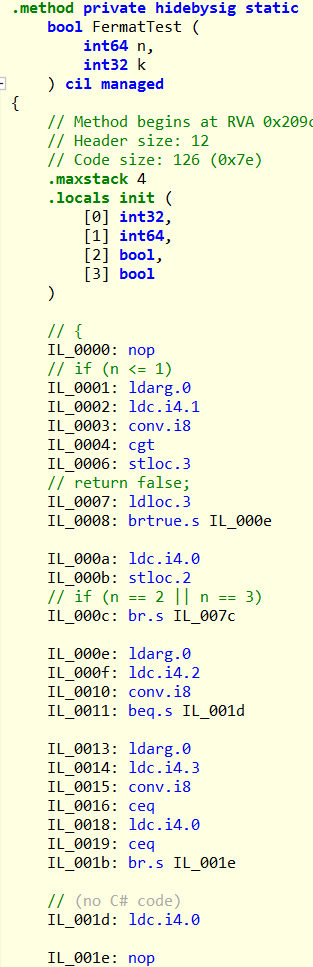 .method private hidebysig static
bool FermatTest (
int64 n,
int32 k
) cil managed
{
// Method begins at RVA 0x209c
// Header size: 12
// Code size: 126 (0x7e)
.maxstack 4
.locals init (
[0] int32,
[1] int64,
[2] bool,
[3] bool
)
// {
IL_0000: nop
// if (n <= 1)
IL_0001: ldarg.0
IL_0002: ldc.i4.1
IL_0003: conv.i8
IL_0004: cgt
IL_0006: stloc.3
// return false;
IL_0007: ldloc.3
IL_0008: brtrue.s IL_000e
IL_000a: ldc.i4.0
IL_000b: stloc.2
// if (n == 2 || n == 3)
IL_000c: br.s IL_007c
IL_000e: ldarg.0
IL_000f: ldc.i4.2
IL_0010: conv.i8
IL_0011: beq.s IL_001d
IL_0013: ldarg.0
IL_0014: ldc.i4.3
IL_0015: conv.i8
IL_0016: ceq
IL_0018: ldc.i4.0
IL_0019: ceq
IL_001b: br.s IL_001e
// (no C# code)
IL_001d: ldc.i4.0
IL_001e: nop